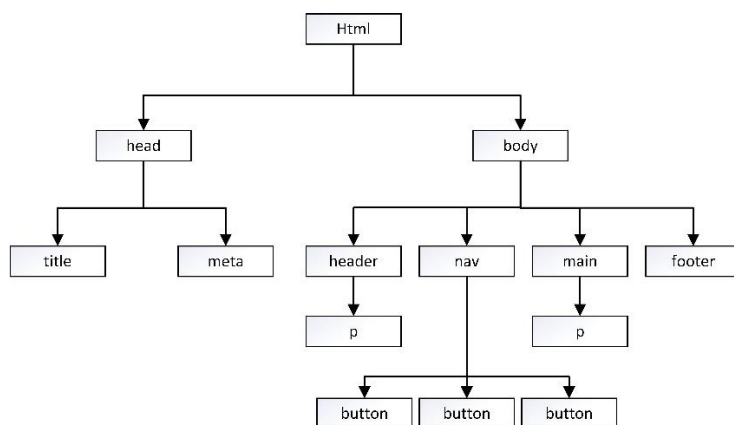 Html
head
body
title
meta
header
nav
main
footer
p
p
button
button
button